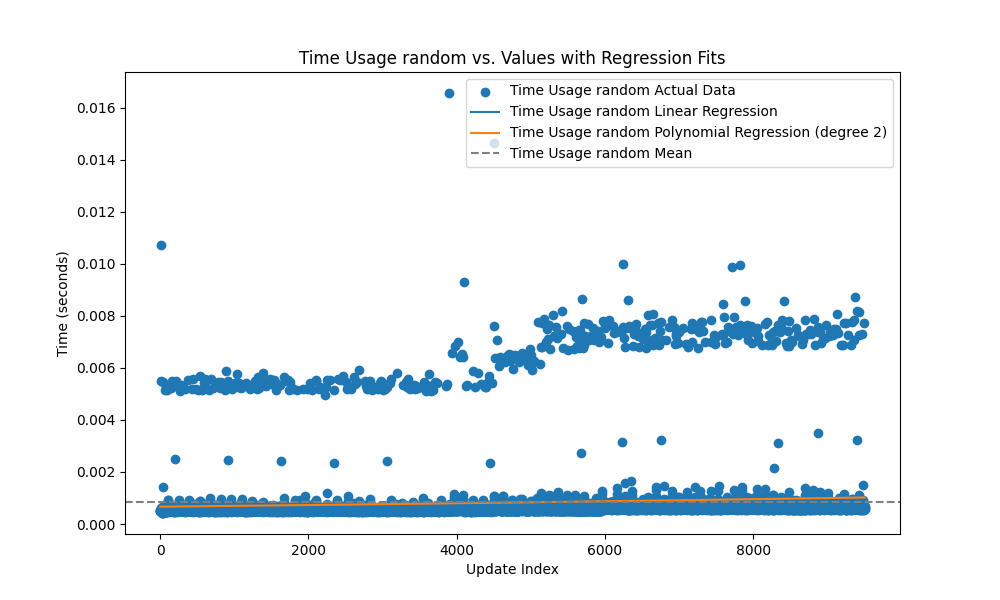 Time Usage random vs. Values with Regression Fits
Time Usage random Actual Data
Time Usage random Linear Regression
Time Usage random Polynomial Regression (degree 2)
Time Usage random Mean
0.016
0.014
0.012
0.010
0.008
0.006
0.004
0.002
0.000
Time (seconds)
0
2000
4000
6000
8000
Update Index